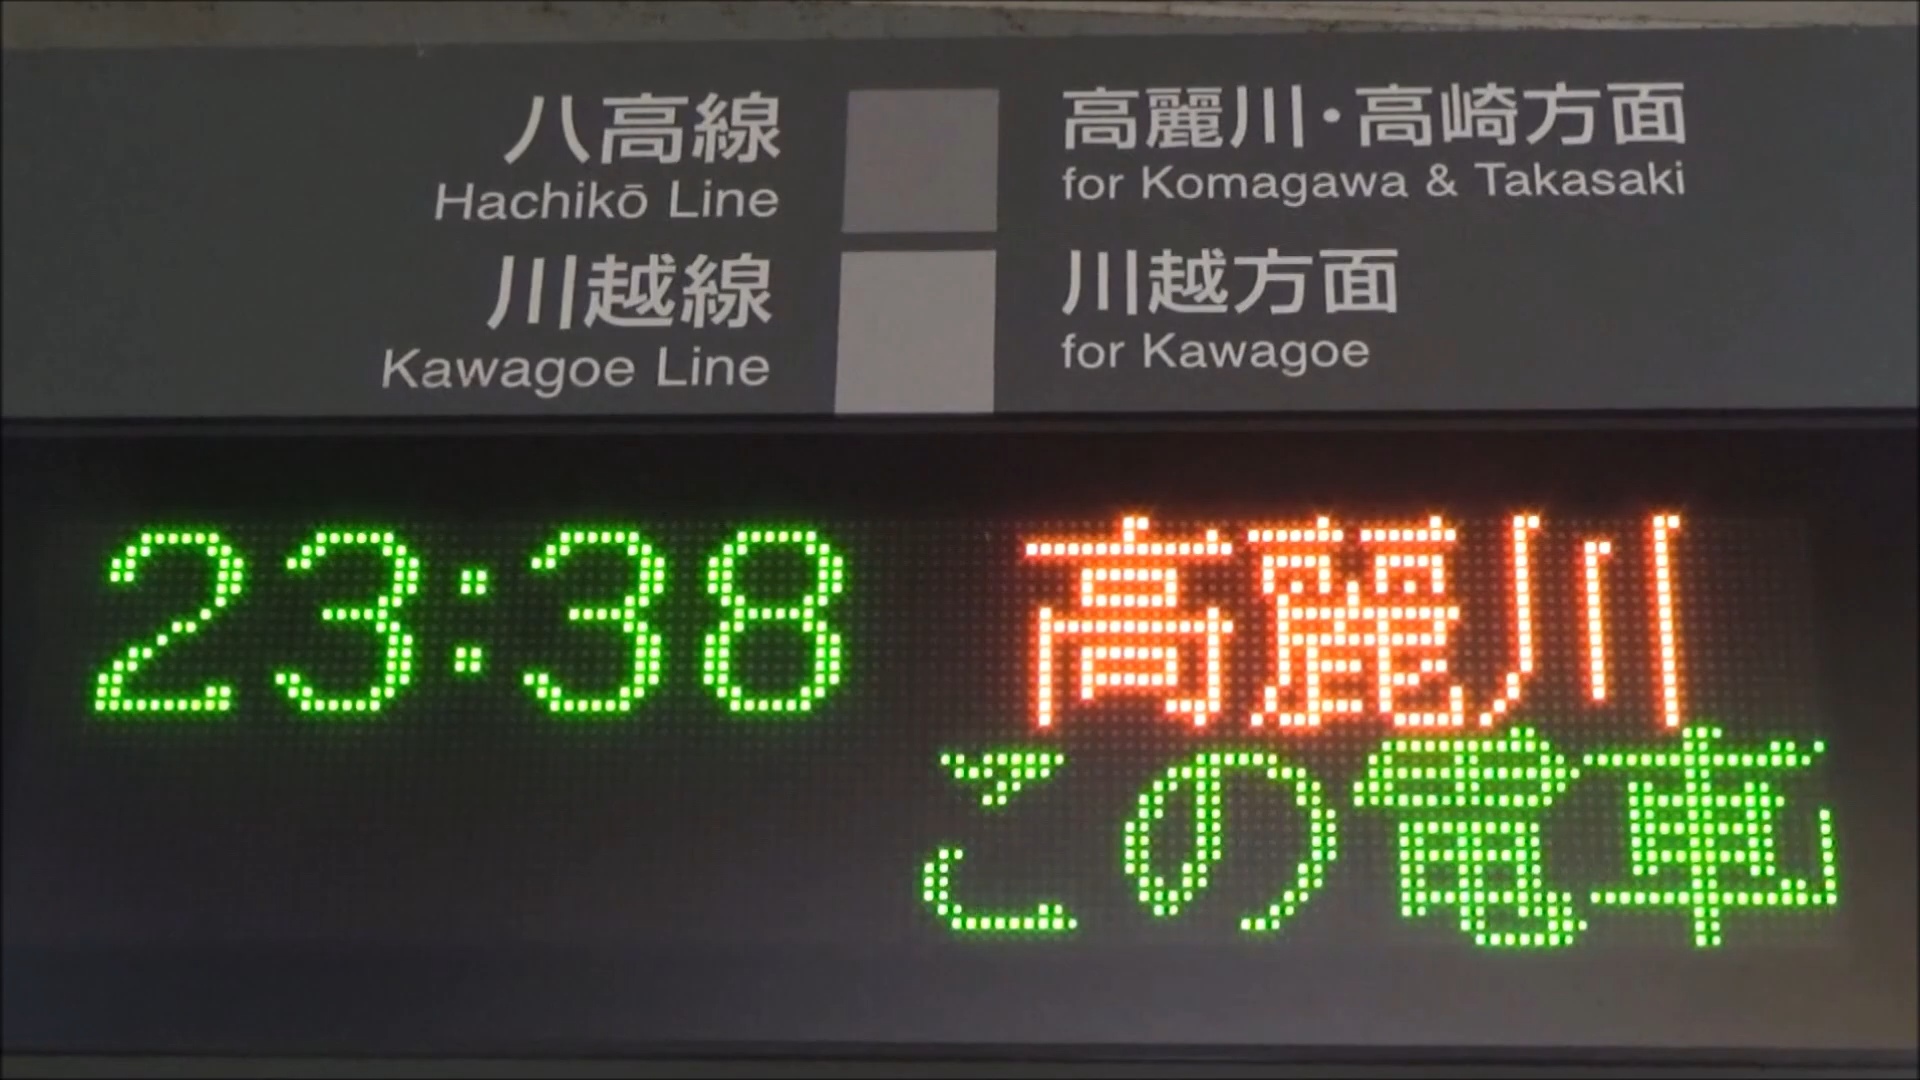 八高線
Hachikō Line
高麗川・高崎方面
for Komagawa & Takasaki
川越線
Kawagoe Line
川越方面
for Kawagoe
23:38 高麗川
この電車